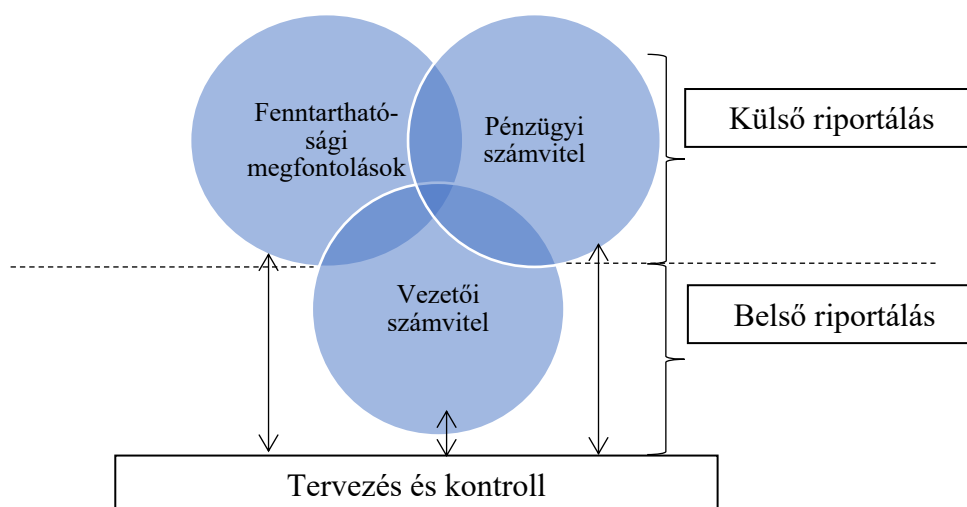 Fenntartható-
sági
megfontolások
Pénzügyi
számvitel
Külső riportálás
Vezetői
számvitel
Belső riportálás
Tervezés és kontroll